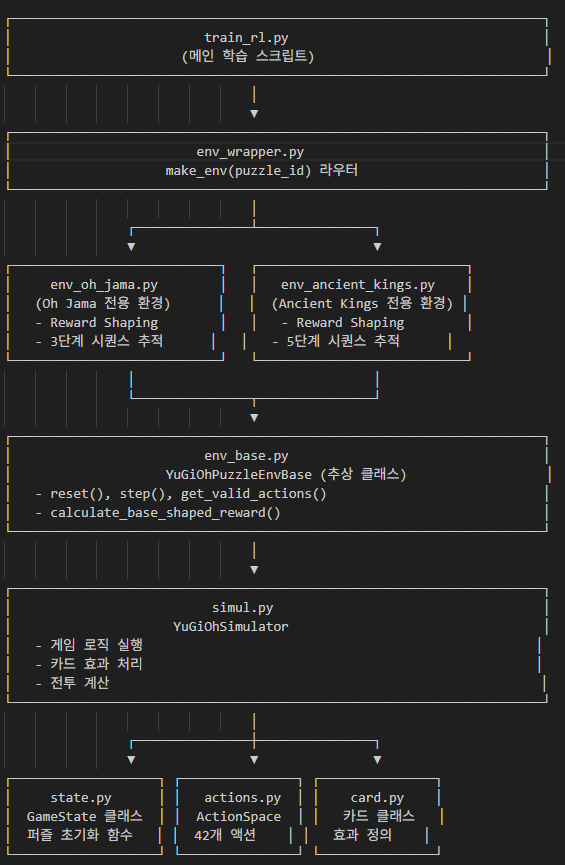 train_rl.py
(메인 학습 스크립트)
env_wrapper.py
make_env(puzzle_id) 라우터
env_oh_jama.py
(Oh Jama 전용 환경)
- Reward Shaping
- 3단계 시퀀스 추적
env_ancient_kings.py
(Ancient Kings 전용 환경)
- Reward Shaping
- 5단계 시퀀스 추적
env_base.py
YuGiOhPuzzleEnvBase (추상 클래스)
- reset(), step(), get_valid_actions()
- calculate_base_shaped_reward()
simul.py
YuGiOhSimulator
- 게임 로직 실행
- 카드 효과 처리
- 전투 계산
state.py
GameState 클래스
퍼즐 초기화 함수
actions.py
ActionSpace
42개 액션
card.py
카드 클래스
효과 정의